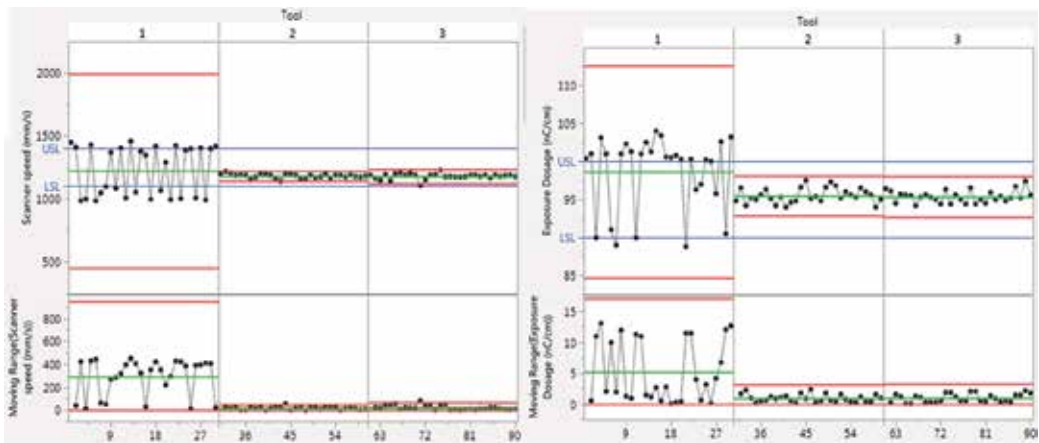 Tool
1 2 3
Scanner speed (mm/s)
2000
1500
USL
LSL
1000
500
Moving Range(Scanner
speed (mm/s))
800
600
400
200
0
9 18 27 36 45 54 63 72 81 90
Tool
1 2 3
Exposure Dosage (nC/cm)
110
105
USL
95
LSL
85
Moving Range(Exposure
Dosage (nC/cm))
15
10
5
0
9 18 27 36 45 54 63 72 81 90